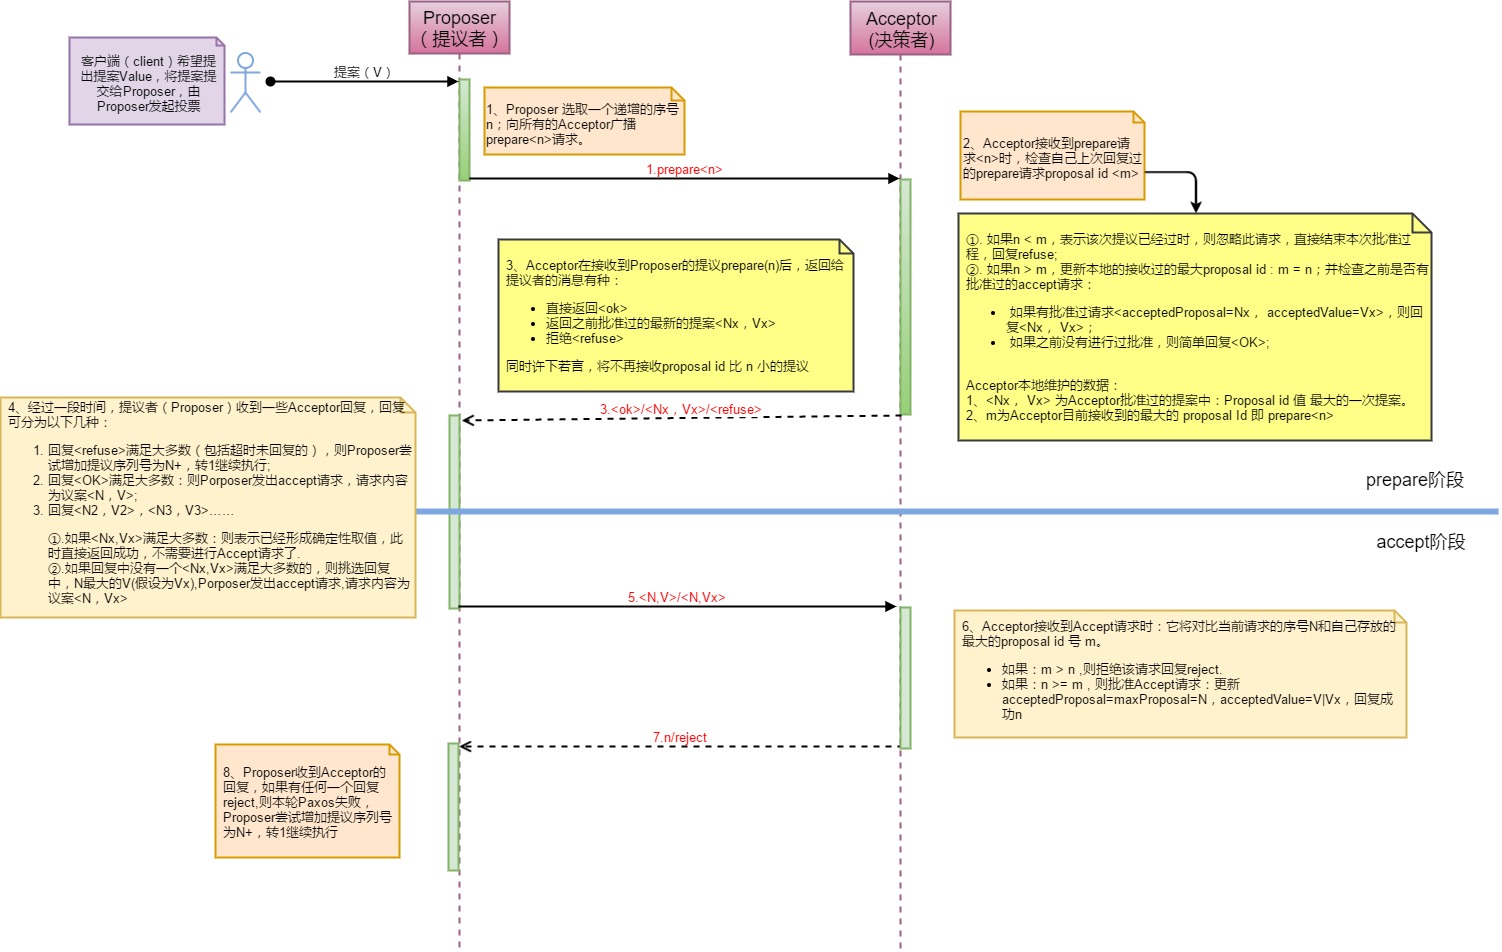 Proposer
（提议者）
Acceptor
(决策者)
客户端（client）希望提
出提案Value，将提案提
交给Proposer，由
Proposer发起投票
提案（V）
1、Proposer 选取一个递增的序号
n；向所有的Acceptor广播
prepare<n>请求。
1.prepare<n>
2、Acceptor接收到prepare请
求<n>时，检查自己上次回复过
的prepare请求proposal id <m>
①. 如果n < m，表示该次提议已经过时，则忽略此请求，直接结束本次批准过
程，回复refuse;
②. 如果n > m，更新本地的接收过的最大proposal id : m = n；并检查之前是否有
批准过的accept请求：
• 如果有批准过请求<acceptedProposal=Nx， acceptedValue=Vx>，则回
复<Nx， Vx>；
• 如果之前没有进行过批准，则简单回复<OK>;
Acceptor本地维护的数据：
1、<Nx， Vx> 为Acceptor批准过的提案中：Proposal id 值 最大的一次提案。
2、m为Acceptor目前接收到的最大的 proposal Id 即 prepare<n>
3、Acceptor在接收到Proposer的提议prepare(n)后，返回给
提议者的消息有种：
• 直接返回<ok>
• 返回之前批准过的最新的提案<Nx，Vx>
• 拒绝<refuse>
同时许下若言，将不再接收proposal id 比 n 小的提议
3.<ok>/<Nx，Vx>/<refuse>
4、经过一段时间，提议者（Proposer）收到一些Acceptor回复，回复
可分为以下几种：
1. 回复<refuse>满足大多数（包括超时未回复的），则Proposer尝
试增加提议序列号为N+，转1继续执行;
2. 回复<OK>满足大多数：则Porposer发出accept请求，请求内容
为议案<N，V>;
3. 回复<N2，V2>，<N3，V3>……
①.如果<Nx,Vx>满足大多数：则表示已经形成确定性取值，此
时直接返回成功，不需要进行Accept请求了.
②.如果回复中没有一个<Nx,Vx>满足大多数的，则挑选回复
中，N最大的V(假设为Vx),Porposer发出accept请求,请求内容为
议案<N，Vx>
prepare阶段
accept阶段
5.<N,V>/<N,Vx>
6、Acceptor接收到Accept请求时：它将对比当前请求的序号N和自己存放的
最大的proposal id 号 m。
• 如果：m > n ,则拒绝该请求回复reject.
• 如果：n >= m，则批准Accept请求：更新
acceptedProposal=maxProposal=N，acceptedValue=V|Vx，回复成
功n
7.n/reject
8、Proposer收到Acceptor的
回复，如果有任何一个回复
reject,则本轮Paxos失败，
Proposer尝试增加提议序列号
为N+，转1继续执行